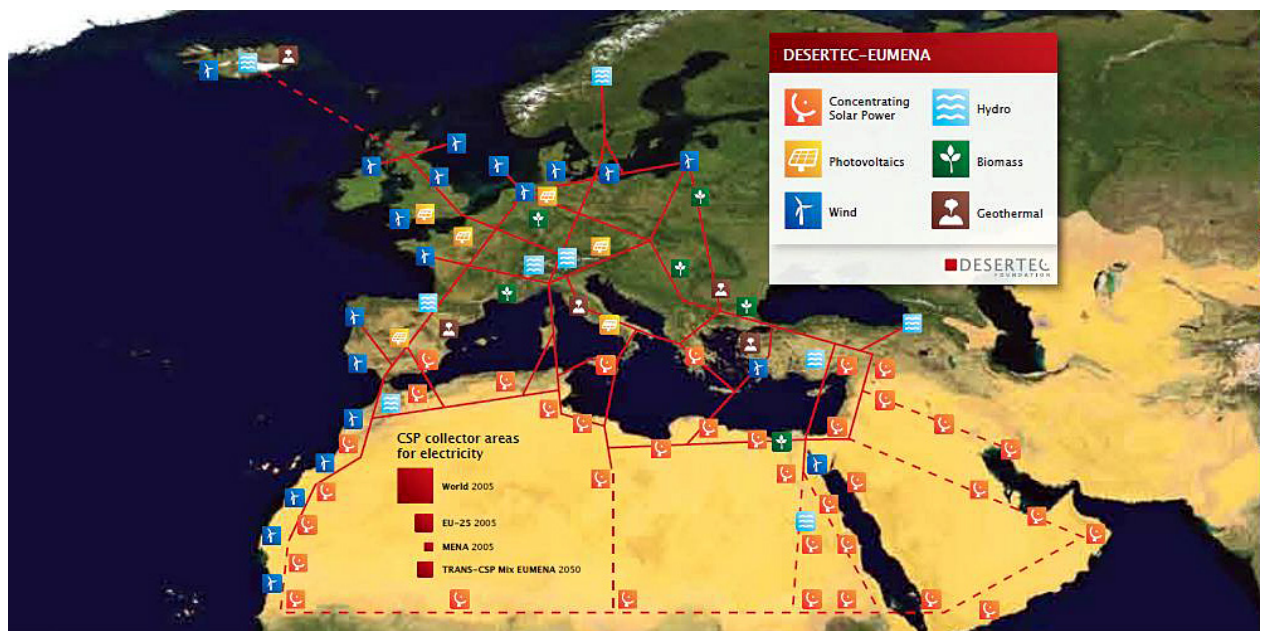 DESERTEC–EUMENA
Concentrating
Solar Power
Hydro
Photovoltaics
Biomass
Wind
Geothermal
DESERTEC
FOUNDATION
CSP collector areas
for electricity
World 2005
EU-25 2005
MENA 2005
TRANS-CSP Mix EUMENA 2050